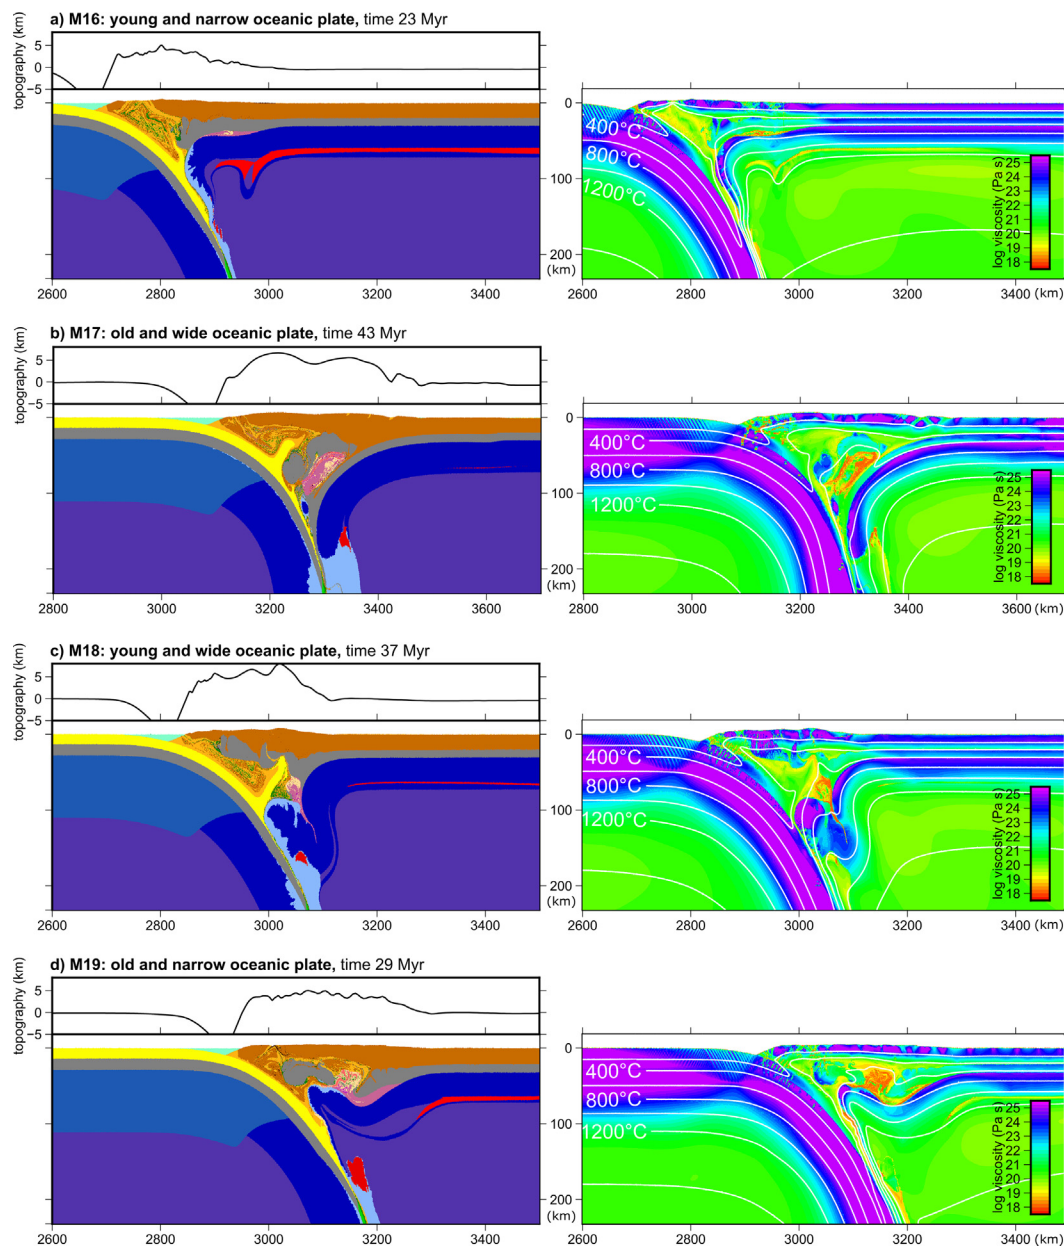 a) M16: young and narrow oceanic plate, time 23 Myr
topography (km)
5
0
-5
100
200
(km)
2600 2800 3000 3200 3400
0
400°C
800°C
1200°C
log viscosity (Pa s)
25
24
23
22
21
20
19
18
2600 2800 3000 3200 3400 (km)
b) M17: old and wide oceanic plate, time 43 Myr
topography (km)
5
0
-5
100
200
(km)
2800 3000 3200 3400 3600
0
400°C
800°C
1200°C
log viscosity (Pa s)
25
24
23
22
21
20
19
18
2800 3000 3200 3400 3600 (km)
c) M18: young and wide oceanic plate, time 37 Myr
topography (km)
5
0
-5
100
200
(km)
2600 2800 3000 3200 3400
0
400°C
800°C
1200°C
log viscosity (Pa s)
25
24
23
22
21
20
19
18
2600 2800 3000 3200 3400 (km)
d) M19: old and narrow oceanic plate, time 29 Myr
topography (km)
5
0
-5
100
200
(km)
2600 2800 3000 3200 3400
0
400°C
800°C
1200°C
log viscosity (Pa s)
25
24
23
22
21
20
19
18
2600 2800 3000 3200 3400 (km)